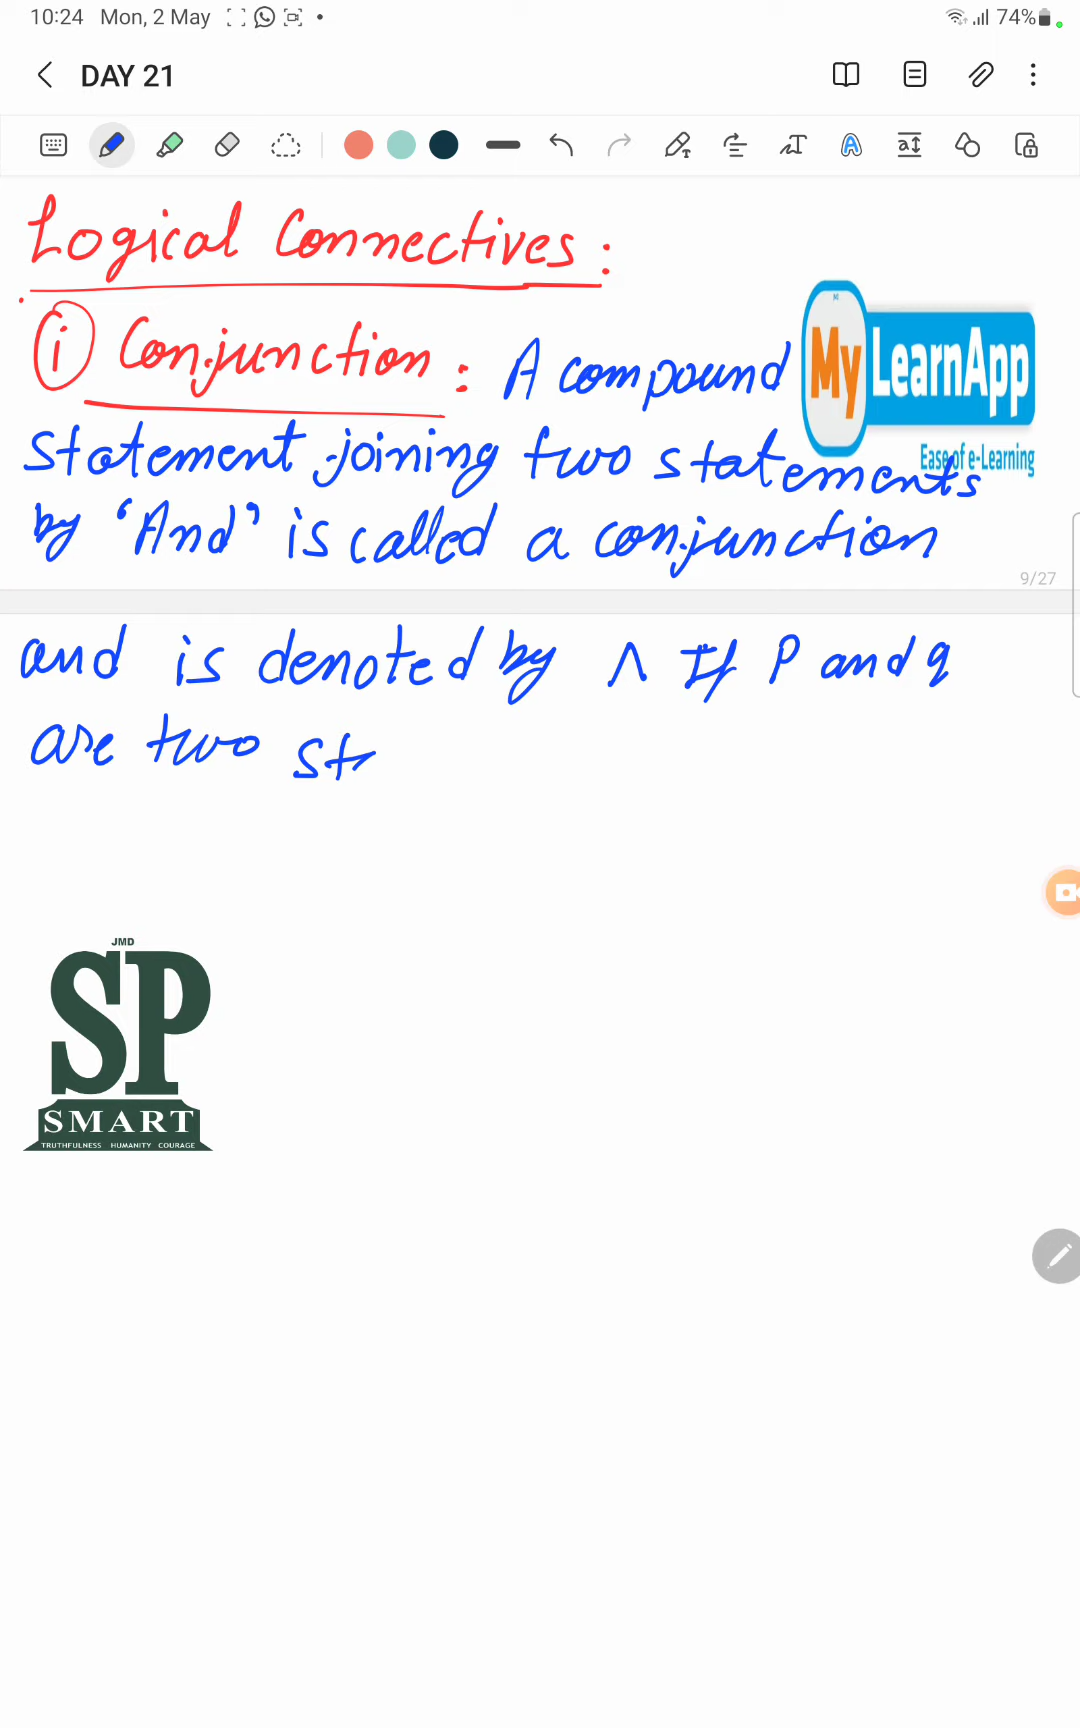 10:24 Mon, 2 May 74%
DAY 21
Logical Connectives :
(i) Conjunction : A compound
statement joining two statements
by 'And' is called a conjunction
My LearnApp
Ease of e-Learning
9/27
and is denoted by ∧ If P and q
are two st
JMD
SP
SMART
TRUTHFULNESS HUMANITY COURAGE